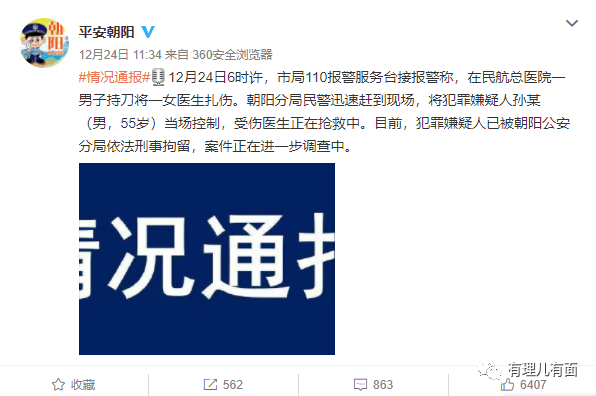 朝阳
平安朝阳
12月24日 11:34 来自 360安全浏览器
#情况通报# 12月24日6时许，市局110报警服务台接报警称，在民航总医院一
男子持刀将一女医生扎伤。朝阳分局民警迅速赶到现场，将犯罪嫌疑人孙某
（男，55岁）当场控制，受伤医生正在抢救中。目前，犯罪嫌疑人已被朝阳公安
分局依法刑事拘留，案件正在进一步调查中。
情况通报
有理儿有面
收藏
562
863
6407